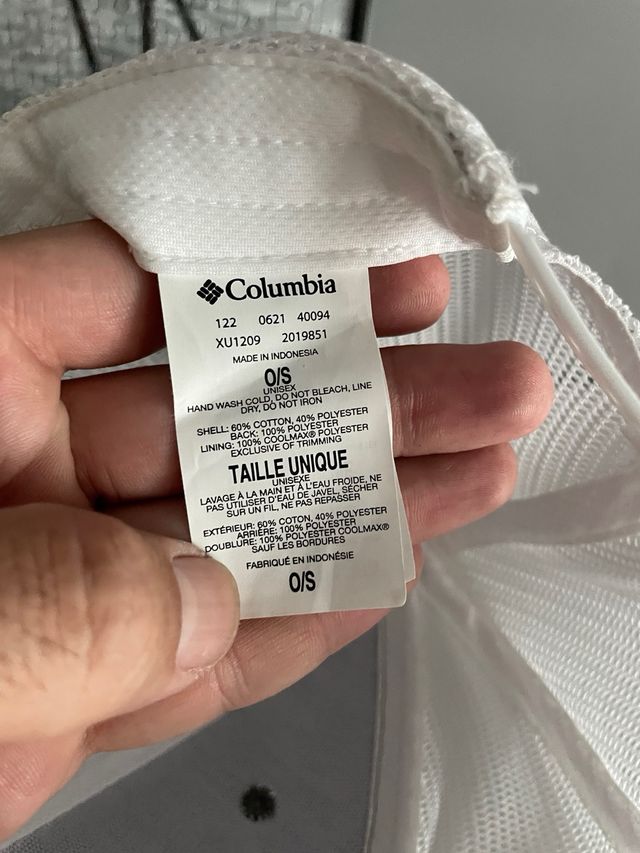 Columbia
122 0621 40094
XU1209 2019851
MADE IN INDONESIA
O/S
UNISEX
HAND WASH COLD, DO NOT BLEACH, LINE
DRY, DO NOT IRON
SHELL: 60% COTTON, 40% POLYESTER
BACK: 100% POLYESTER
LINING: 100% COOLMAX® POLYESTER
EXCLUSIVE OF TRIMMING
TAILLE UNIQUE
UNISEXE
LAVAGE À LA MAIN ET À L'EAU FROIDE, NE
PAS UTILISER D'EAU DE JAVEL, SÉCHER
SUR UN FIL, NE PAS REPASSER
EXTÉRIEUR: 60% COTON, 40% POLYESTER
ARRIÈRE: 100% POLYESTER
DOUBLURE: 100% POLYESTER COOLMAX®
SAUF LES BORDURES
FABRIQUÉ EN INDONÉSIE
O/S